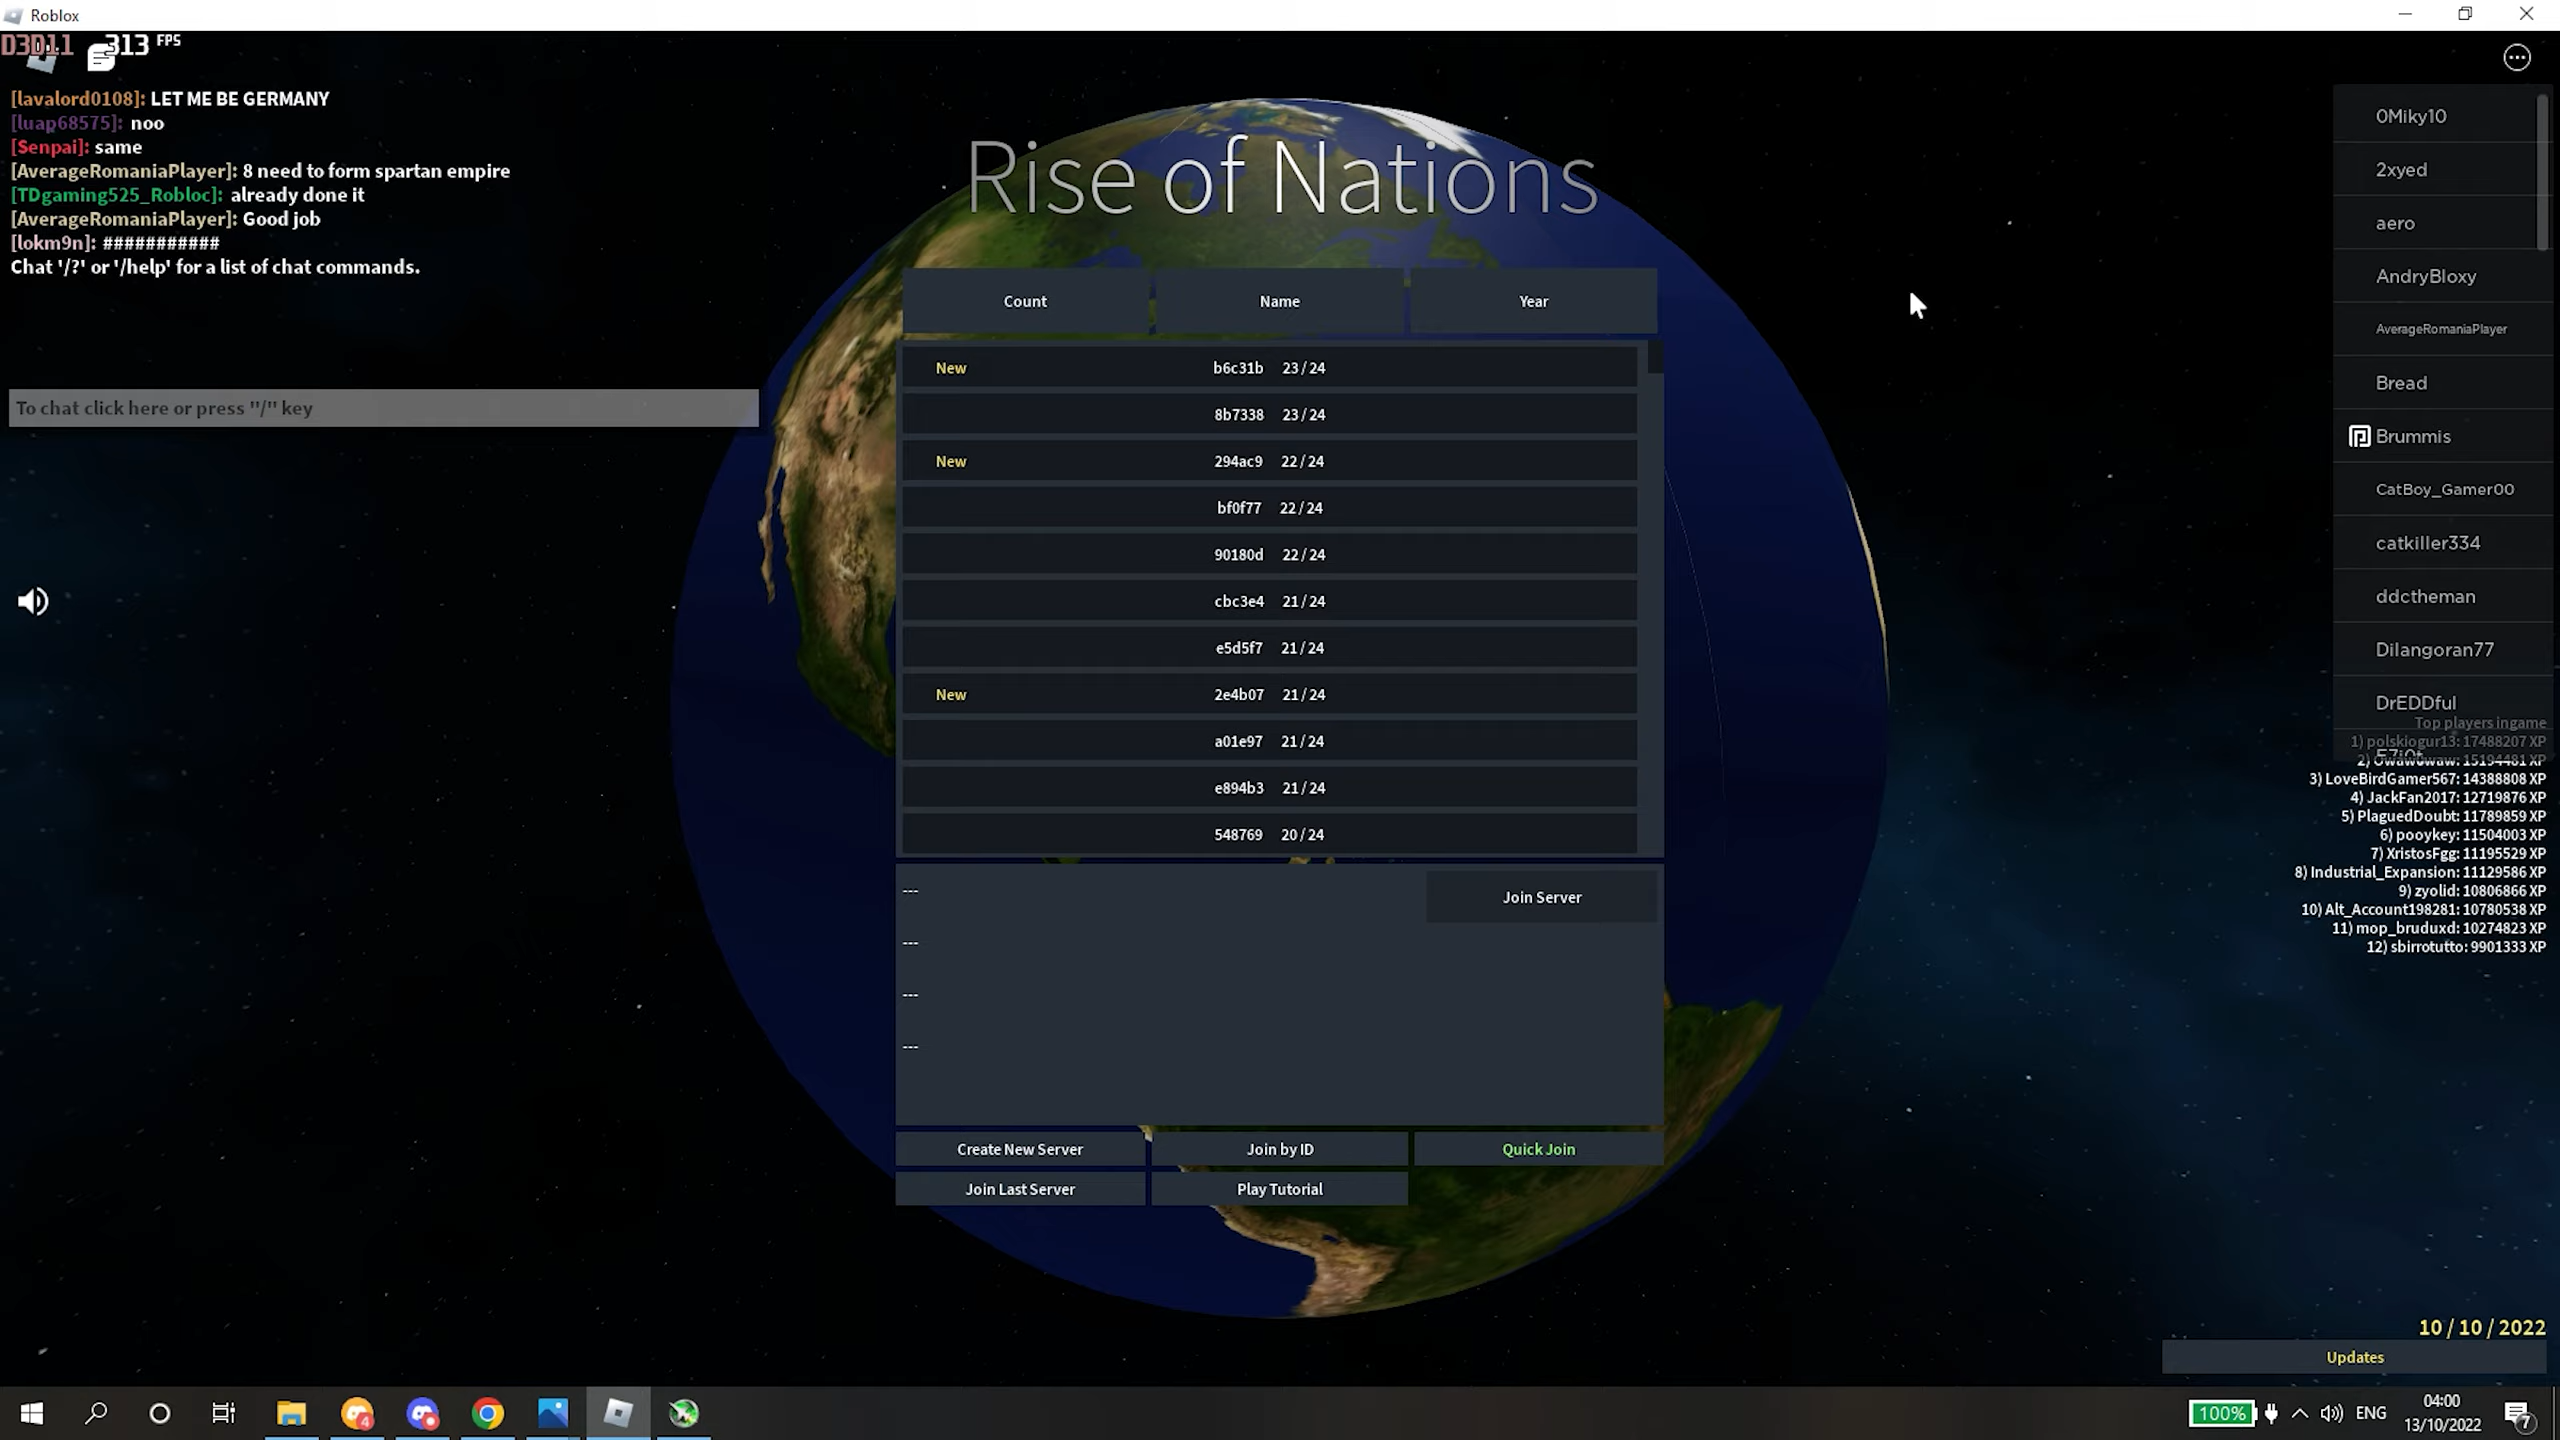 Roblox
D3D11 313 FPS
[lavalord0108]: LET ME BE GERMANY
[luap68575]: noo
[Senpai]: same
[AverageRomaniaPlayer]: 8 need to form spartan empire
[TDgaming525_Robloc]: already done it
[AverageRomaniaPlayer]: Good job
[lokm9n]: ###########
Chat '/?' or '/help' for a list of chat commands.
To chat click here or press "/" key
Rise of Nations
Count Name Year
New b6c31b 23/24
8b7338 23/24
New 294ac9 22/24
bf0f77 22/24
90180d 22/24
cbc3e4 21/24
e5d5f7 21/24
New 2e4b07 21/24
a01e97 21/24
e894b3 21/24
548769 20/24
--- Join Server
---
---
---
Create New Server Join by ID Quick Join
Join Last Server Play Tutorial
0Miky10
2xyed
aero
AndryBloxy
AverageRomaniaPlayer
Bread
Brummis
CatBoy_Gamer00
catkiller334
ddctheman
Dilangoran77
DrEDDful
Top players ingame
1) polskiogur13: 17488207 XP
2) 15194481 XP
3) LoveBirdGamer567: 14388808 XP
4) JackFan2017: 12719876 XP
5) PlaguedDoubt: 11789859 XP
6) pooykey: 11504003 XP
7) XristosFgg: 11195529 XP
8) Industrial_Expansion: 11129586 XP
9) zyolid: 10806866 XP
10) Alt_Account198281: 10780538 XP
11) mop_bruduxd: 10274823 XP
12) sbirrotutto: 9901333 XP
10 / 10 / 2022
Updates
4
100% ENG 04:00
13/10/2022
7